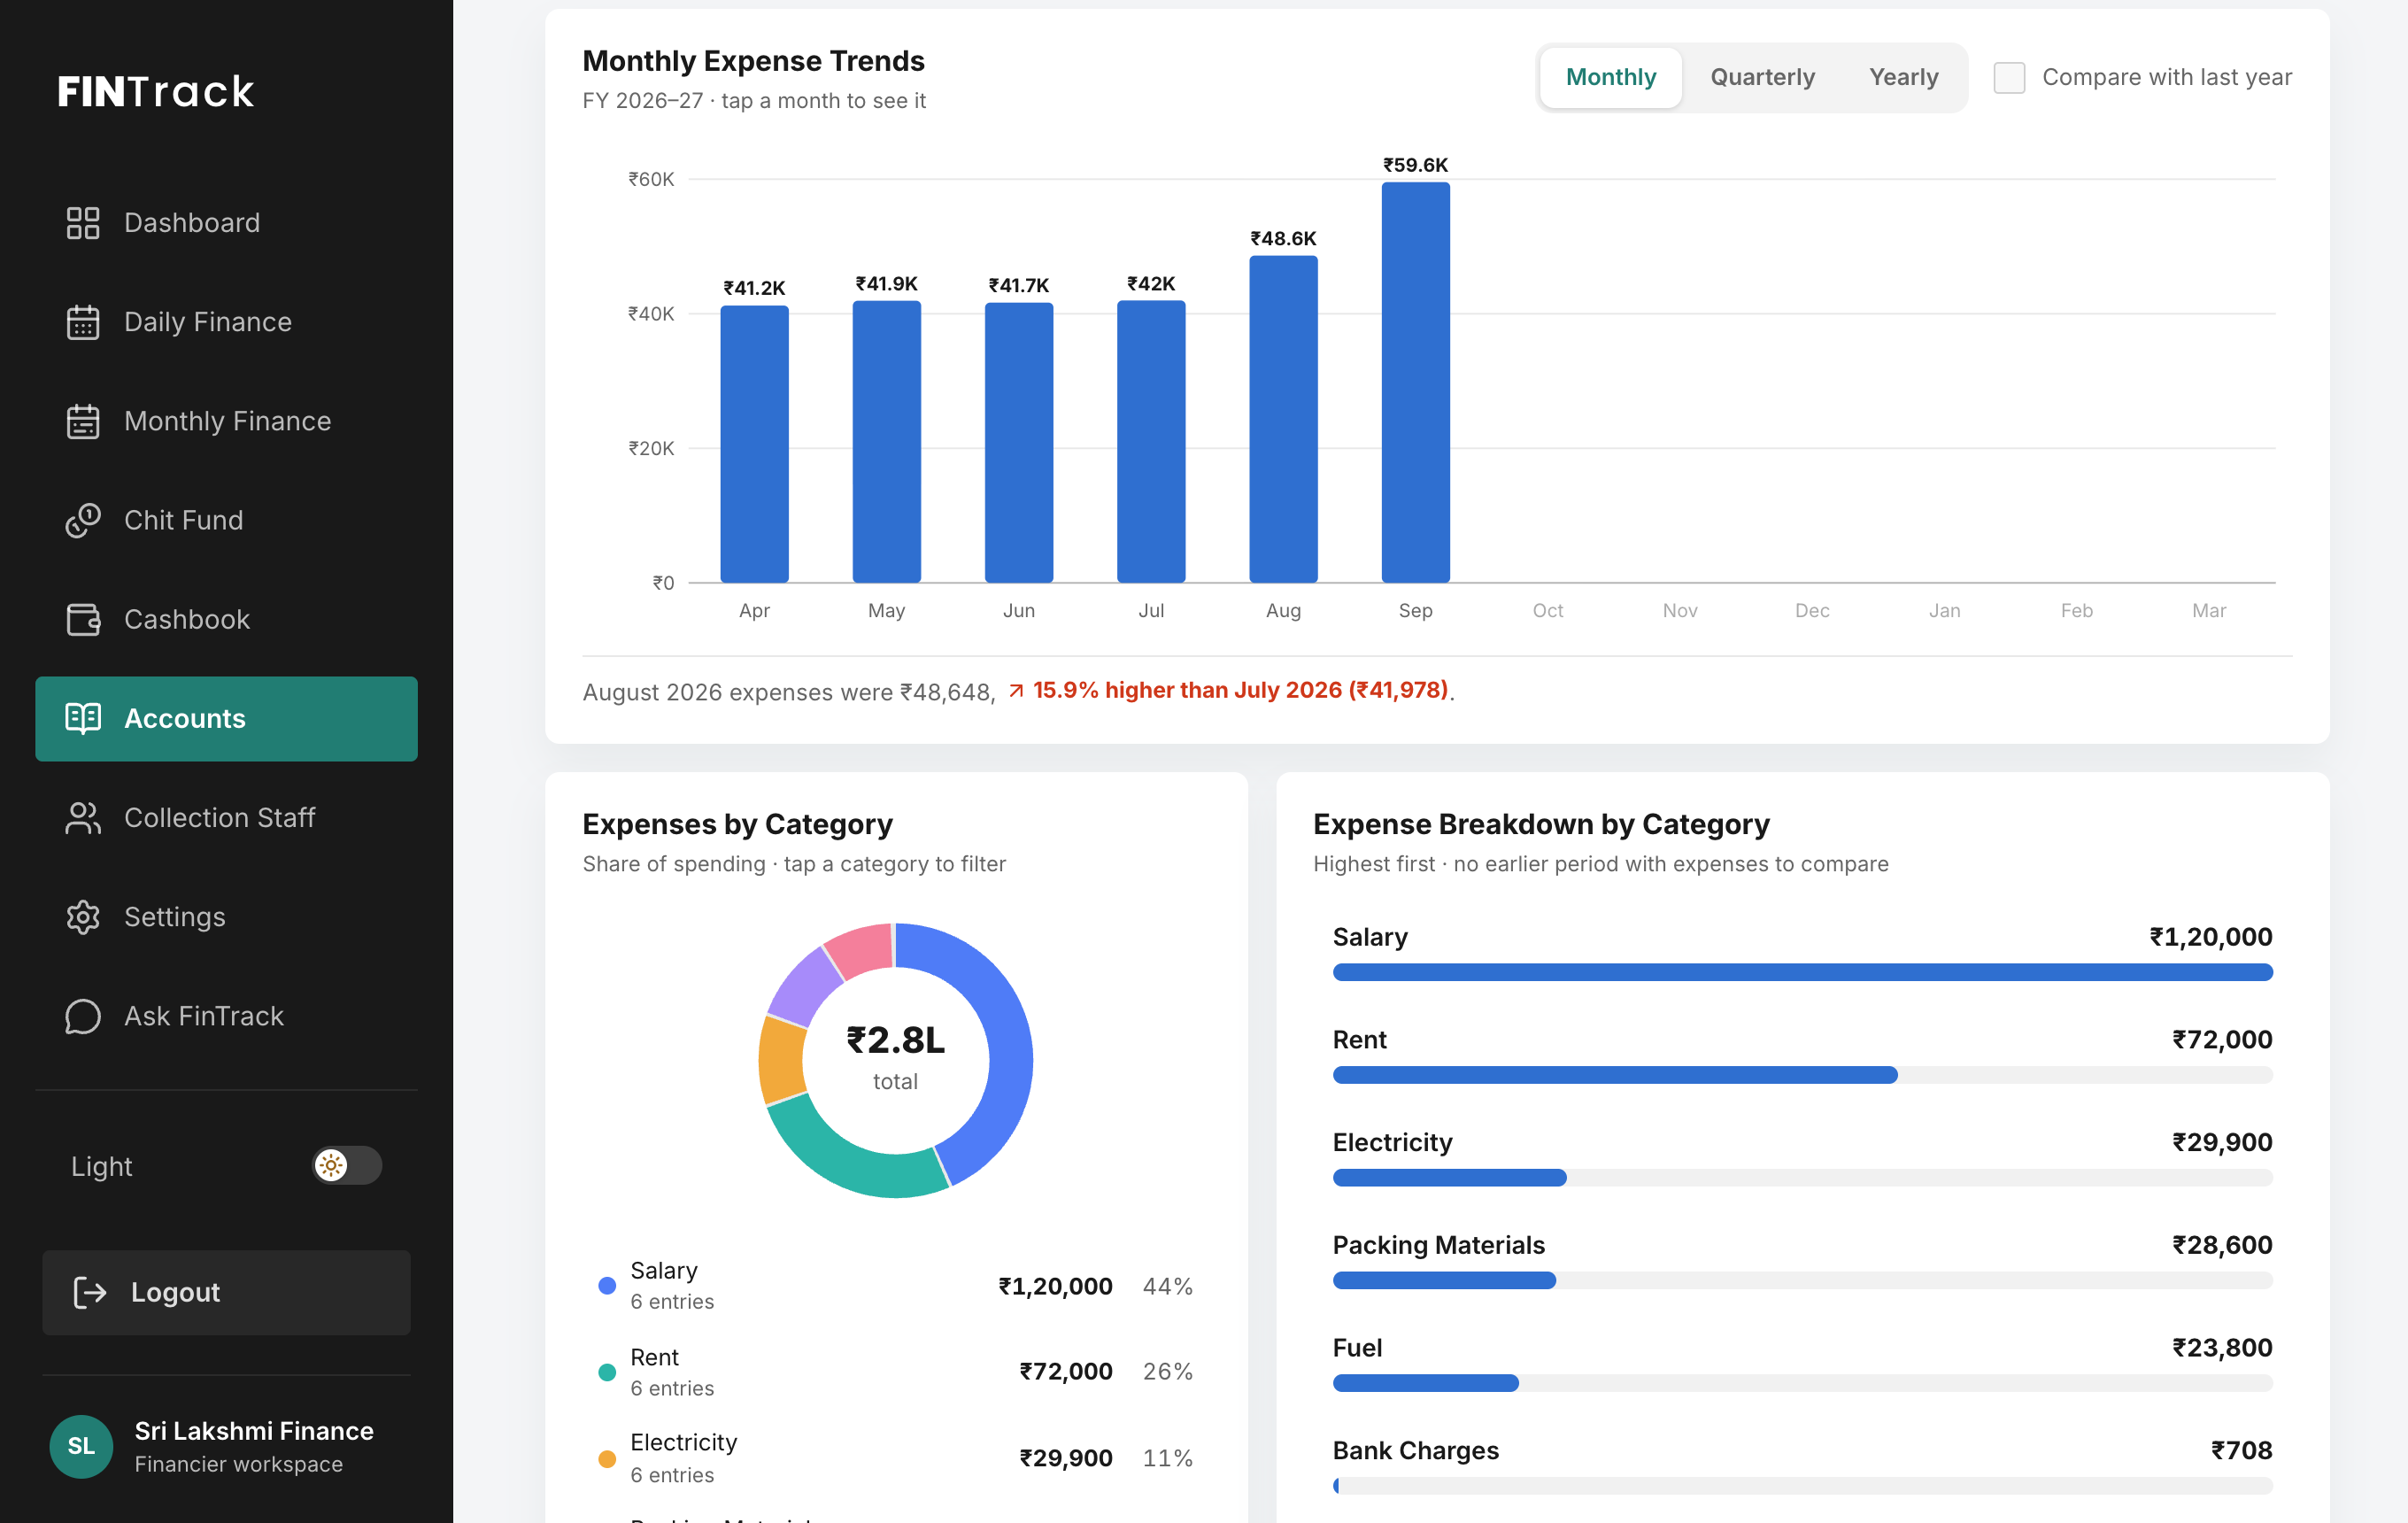 FINTrack
Dashboard
Daily Finance
Monthly Finance
Chit Fund
Cashbook
Accounts
Collection Staff
Settings
Ask FinTrack
Light
Logout
SL
Sri Lakshmi Finance
Financier workspace
Monthly Expense Trends
FY 2026–27 · tap a month to see it
Monthly Quarterly Yearly
Compare with last year
₹60K
₹40K
₹20K
₹0
₹41.2K ₹41.9K ₹41.7K ₹42K ₹48.6K ₹59.6K
Apr May Jun Jul Aug Sep Oct Nov Dec Jan Feb Mar
August 2026 expenses were ₹48,648, ↗ 15.9% higher than July 2026 (₹41,978).
Expenses by Category
Share of spending · tap a category to filter
₹2.8L
total
Salary
6 entries
₹1,20,000 44%
Rent
6 entries
₹72,000 26%
Electricity
6 entries
₹29,900 11%
Expense Breakdown by Category
Highest first · no earlier period with expenses to compare
Salary ₹1,20,000
Rent ₹72,000
Electricity ₹29,900
Packing Materials ₹28,600
Fuel ₹23,800
Bank Charges ₹708